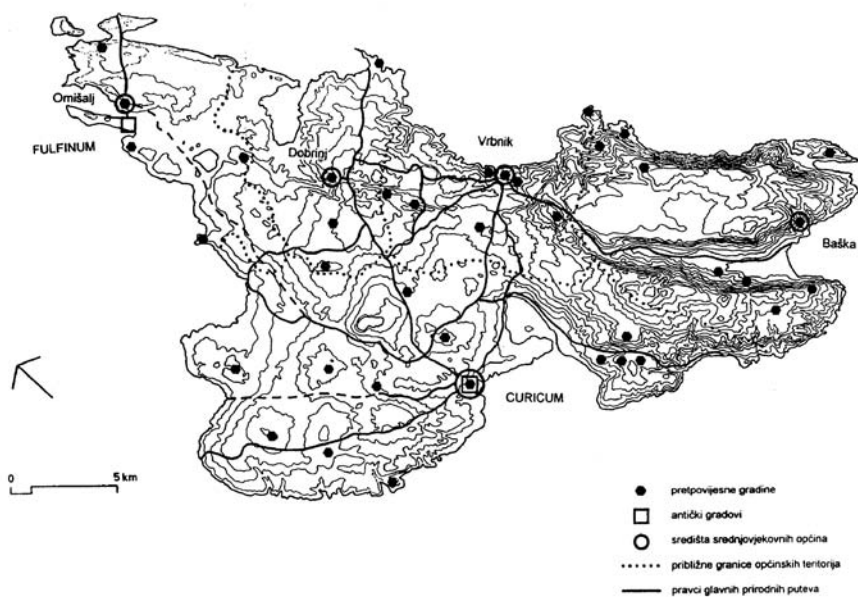 Omišalj
FULFINUM
Dobrinj
Vrbnik
Baška
CURICUM
0 5 km
pretpovijesne gradine
antički gradovi
središta srednjovjekovnih općina
približne granice općinskih teritorija
pravci glavnih prirodnih puteva